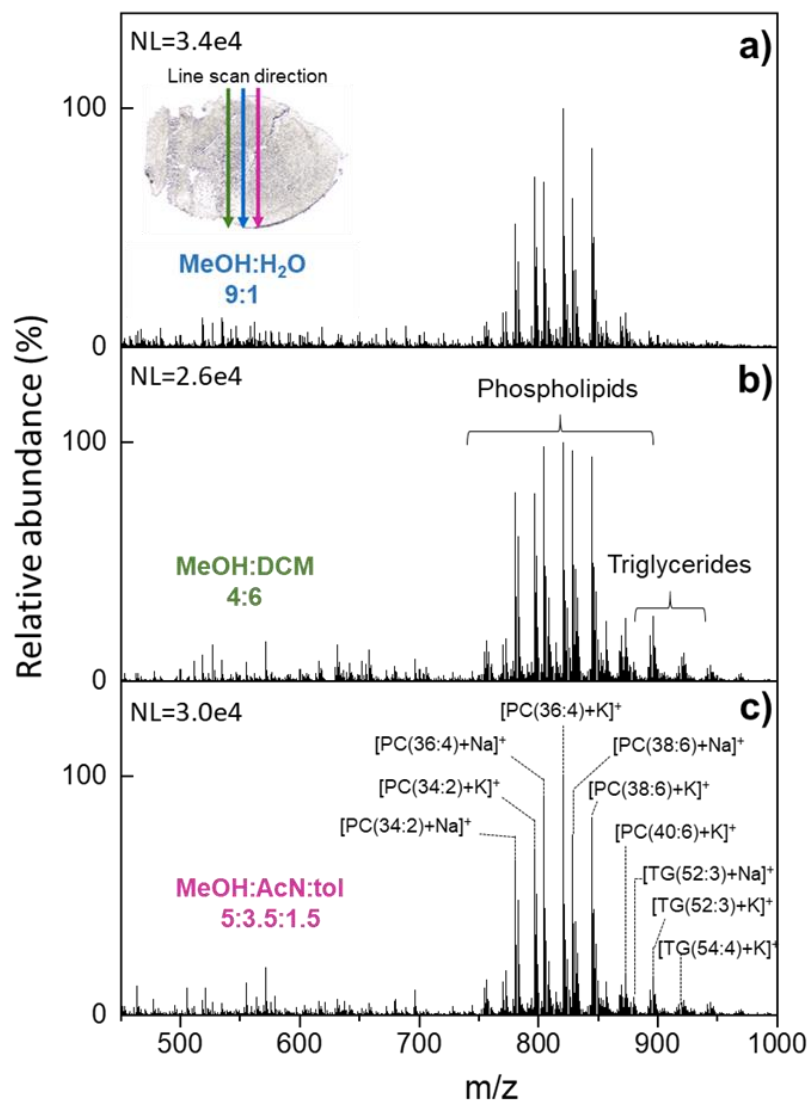 NL=3.4e4
a)
Line scan direction
100
MeOH:H₂O
9:1
0
NL=2.6e4
b)
Phospholipids
100
MeOH:DCM
4:6
Triglycerides
0
NL=3.0e4
c)
[PC(36:4)+K]⁺
[PC(36:4)+Na]⁺
[PC(38:6)+Na]⁺
100
[PC(34:2)+K]⁺
[PC(38:6)+K]⁺
[PC(34:2)+Na]⁺
[PC(40:6)+K]⁺
MeOH:AcN:tol
5:3.5:1.5
[TG(52:3)+Na]⁺
[TG(52:3)+K]⁺
[TG(54:4)+K]⁺
0
500 600 700 800 900 1000
m/z
Relative abundance (%)